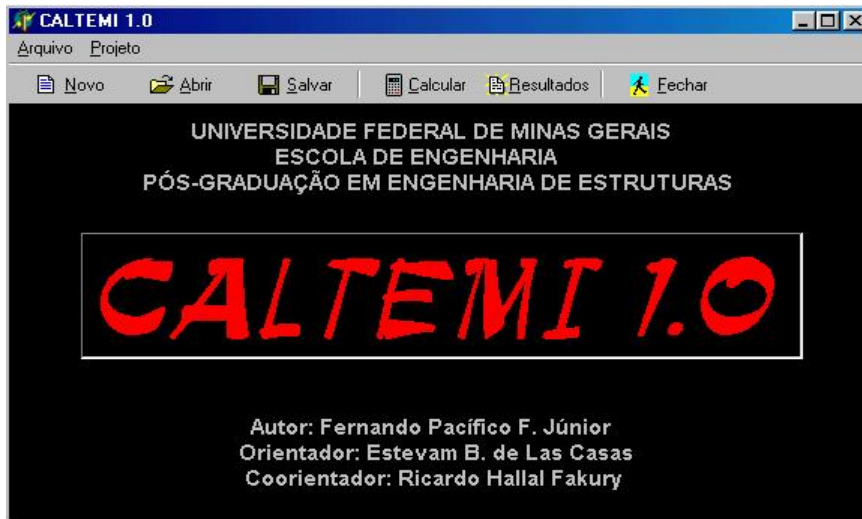 CALTEMI 1.0
Arquivo Projeto
Novo Abrir Salvar Calcular Resultados Fechar
UNIVERSIDADE FEDERAL DE MINAS GERAIS
ESCOLA DE ENGENHARIA
PÓS-GRADUAÇÃO EM ENGENHARIA DE ESTRUTURAS
CALTEMI 1.0
Autor: Fernando Pacífico F. Júnior
Orientador: Estevam B. de Las Casas
Coorientador: Ricardo Hallal Fakury